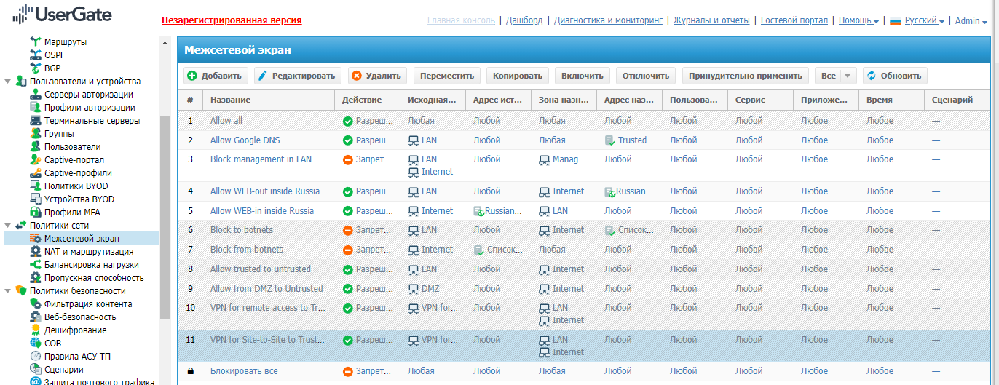 UserGate
Незарегистрированная версия
Главная консоль | Дашборд | Диагностика и мониторинг | Журналы и отчёты | Гостевой портал | Помощь | Русский | Admin
Маршруты
OSPF
BGP
Пользователи и устройства
Серверы авторизации
Профили авторизации
Терминальные серверы
Группы
Пользователи
Captive-портал
Captive-профили
Политики BYOD
Устройства BYOD
Профили MFA
Политики сети
Межсетевой экран
NAT и маршрутизация
Балансировка нагрузки
Пропускная способность
Политики безопасности
Фильтрация контента
Веб-безопасность
Дешифрование
СОВ
Правила АСУ ТП
Сценарии
Защита почтового трафика
Межсетевой экран
Добавить Редактировать Удалить Переместить Копировать Включить Отключить Принудительно применить Все Обновить
# Название Действие Исходная... Адрес ист... Зона назн... Адрес наз... Пользова... Сервис Приложе... Время Сценарий
1 Allow all Разреш... Любая Любой Любая Любой Любой Любой Любое Любое —
2 Allow Google DNS Разреш... LAN Любой Любая Trusted... Любой Любой Любое Любое —
3 Block management in LAN Запрет... LAN Любой Manag... Любой Любой Любой Любое Любое —
Internet
4 Allow WEB-out inside Russia Разреш... LAN Любой Internet Russian... Любой Любой Любое Любое —
5 Allow WEB-in inside Russia Разреш... Internet Russian... LAN Любой Любой Любой Любое Любое —
6 Block to botnets Запрет... LAN Любой Internet Список... Любой Любой Любое Любое —
7 Block from botnets Запрет... Internet Список... Любая Любой Любой Любой Любое Любое —
8 Allow trusted to untrusted Разреш... LAN Любой Internet Любой Любой Любой Любое Любое —
9 Allow from DMZ to Untrusted Разреш... DMZ Любой Internet Любой Любой Любой Любое Любое —
10 VPN for remote access to Tr... Разреш... VPN for... Любой LAN Любой Любой Любой Любое Любое —
Internet
11 VPN for Site-to-Site to Trust... Разреш... VPN for... Любой LAN Любой Любой Любой Любое Любое —
Internet
Блокировать все Запрет... Любая Любой Любая Любой Любой Любой Любое Любое —